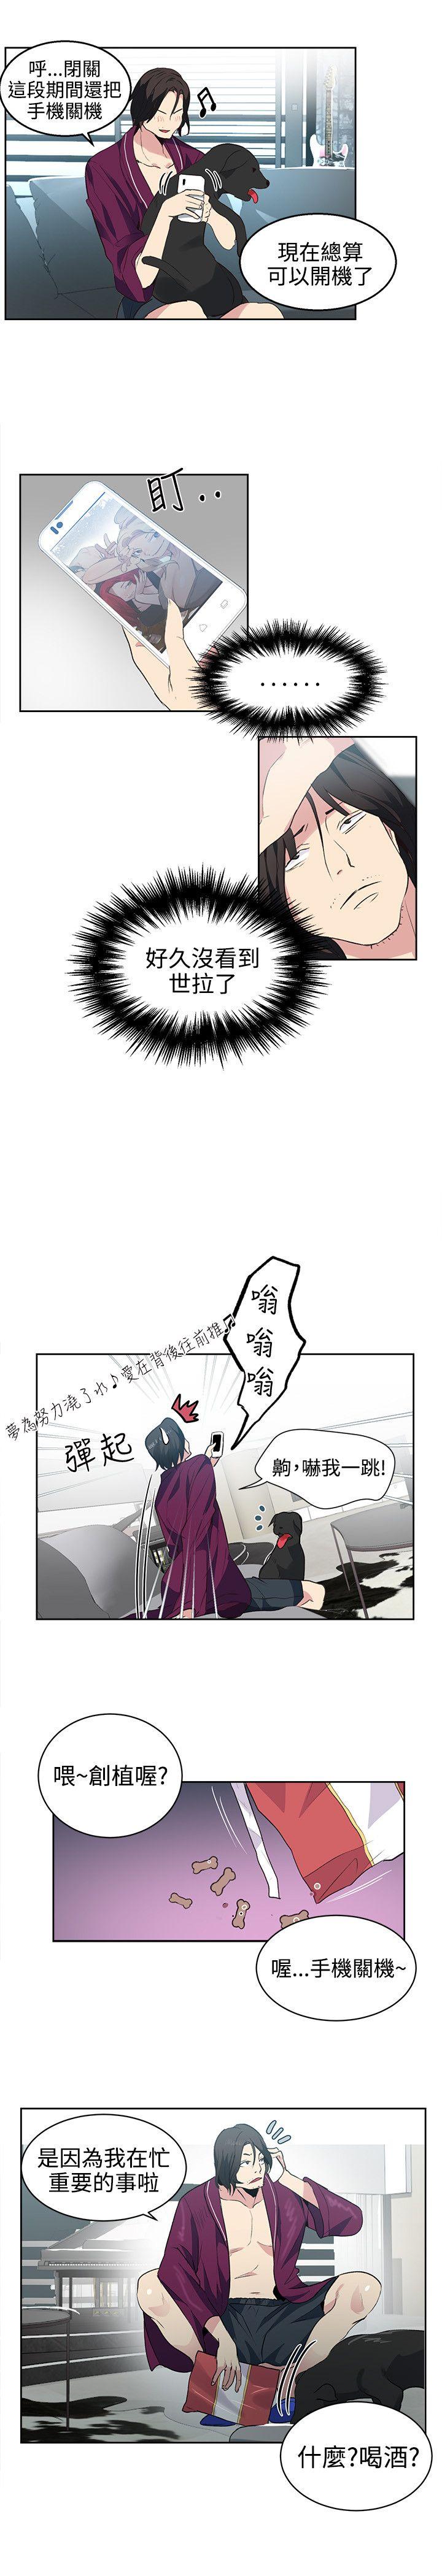 呼...閉關
這段期間還把
手機關機
現在總算
可以開機了
盯..
......
好久沒看到
世拉了
嗡
嗡
嗡
夢為努力澆了水♪愛在背後往前推♫
彈起
齁,嚇我一跳!
喂~創植喔?
喔...手機關機~
是因為我在忙
重要的事啦
什麼?喝酒?